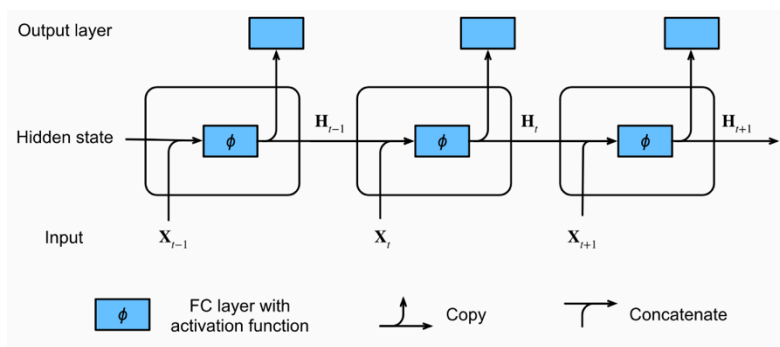 Output layer
H_{t-1}
H_t
H_{t+1}
Hidden state
ϕ
ϕ
ϕ
Input
X_{t-1}
X_t
X_{t+1}
ϕ
FC layer with
activation function
Copy
Concatenate